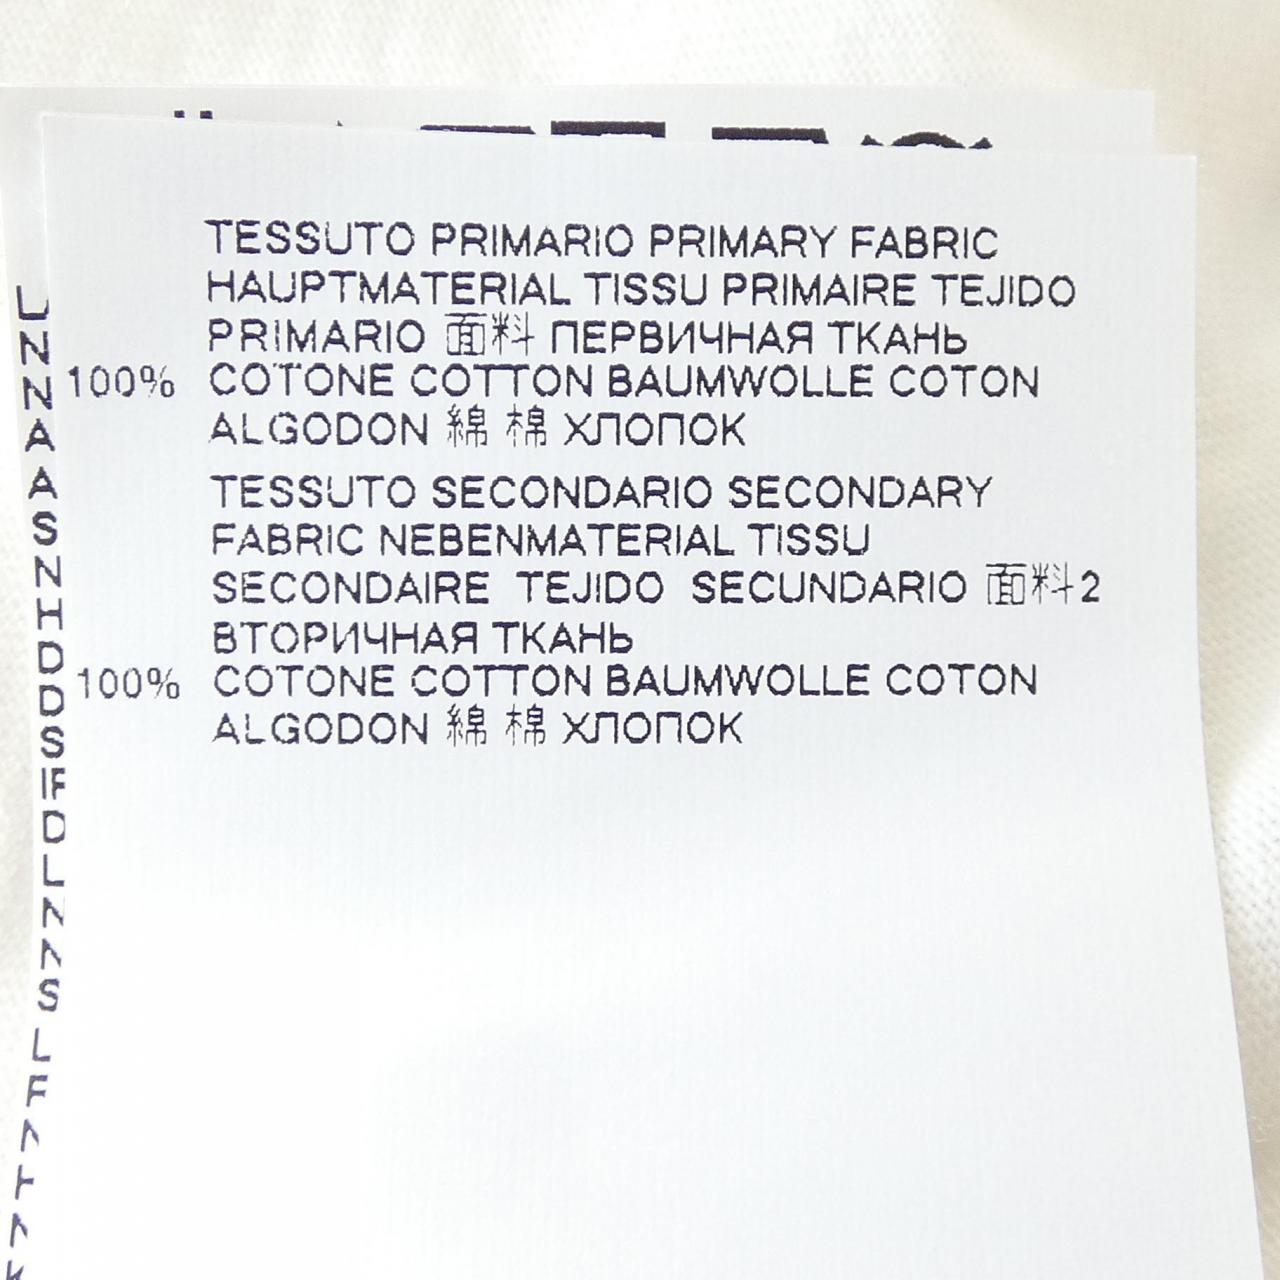 TESSUTO PRIMARIO PRIMARY FABRIC
HAUPTMATERIAL TISSU PRIMAIRE TEJIDO
PRIMARIO 面料 ПЕРВИЧНАЯ ТКАНЬ
100% COTONE COTTON BAUMWOLLE COTON
ALGODON 綿 棉 ХЛОПОК
TESSUTO SECONDARIO SECONDARY
FABRIC NEBENMATERIAL TISSU
SECONDAIRE TEJIDO SECUNDARIO 面料2
ВТОРИЧНАЯ ТКАНЬ
100% COTONE COTTON BAUMWOLLE COTON
ALGODON 綿 棉 ХЛОПОК